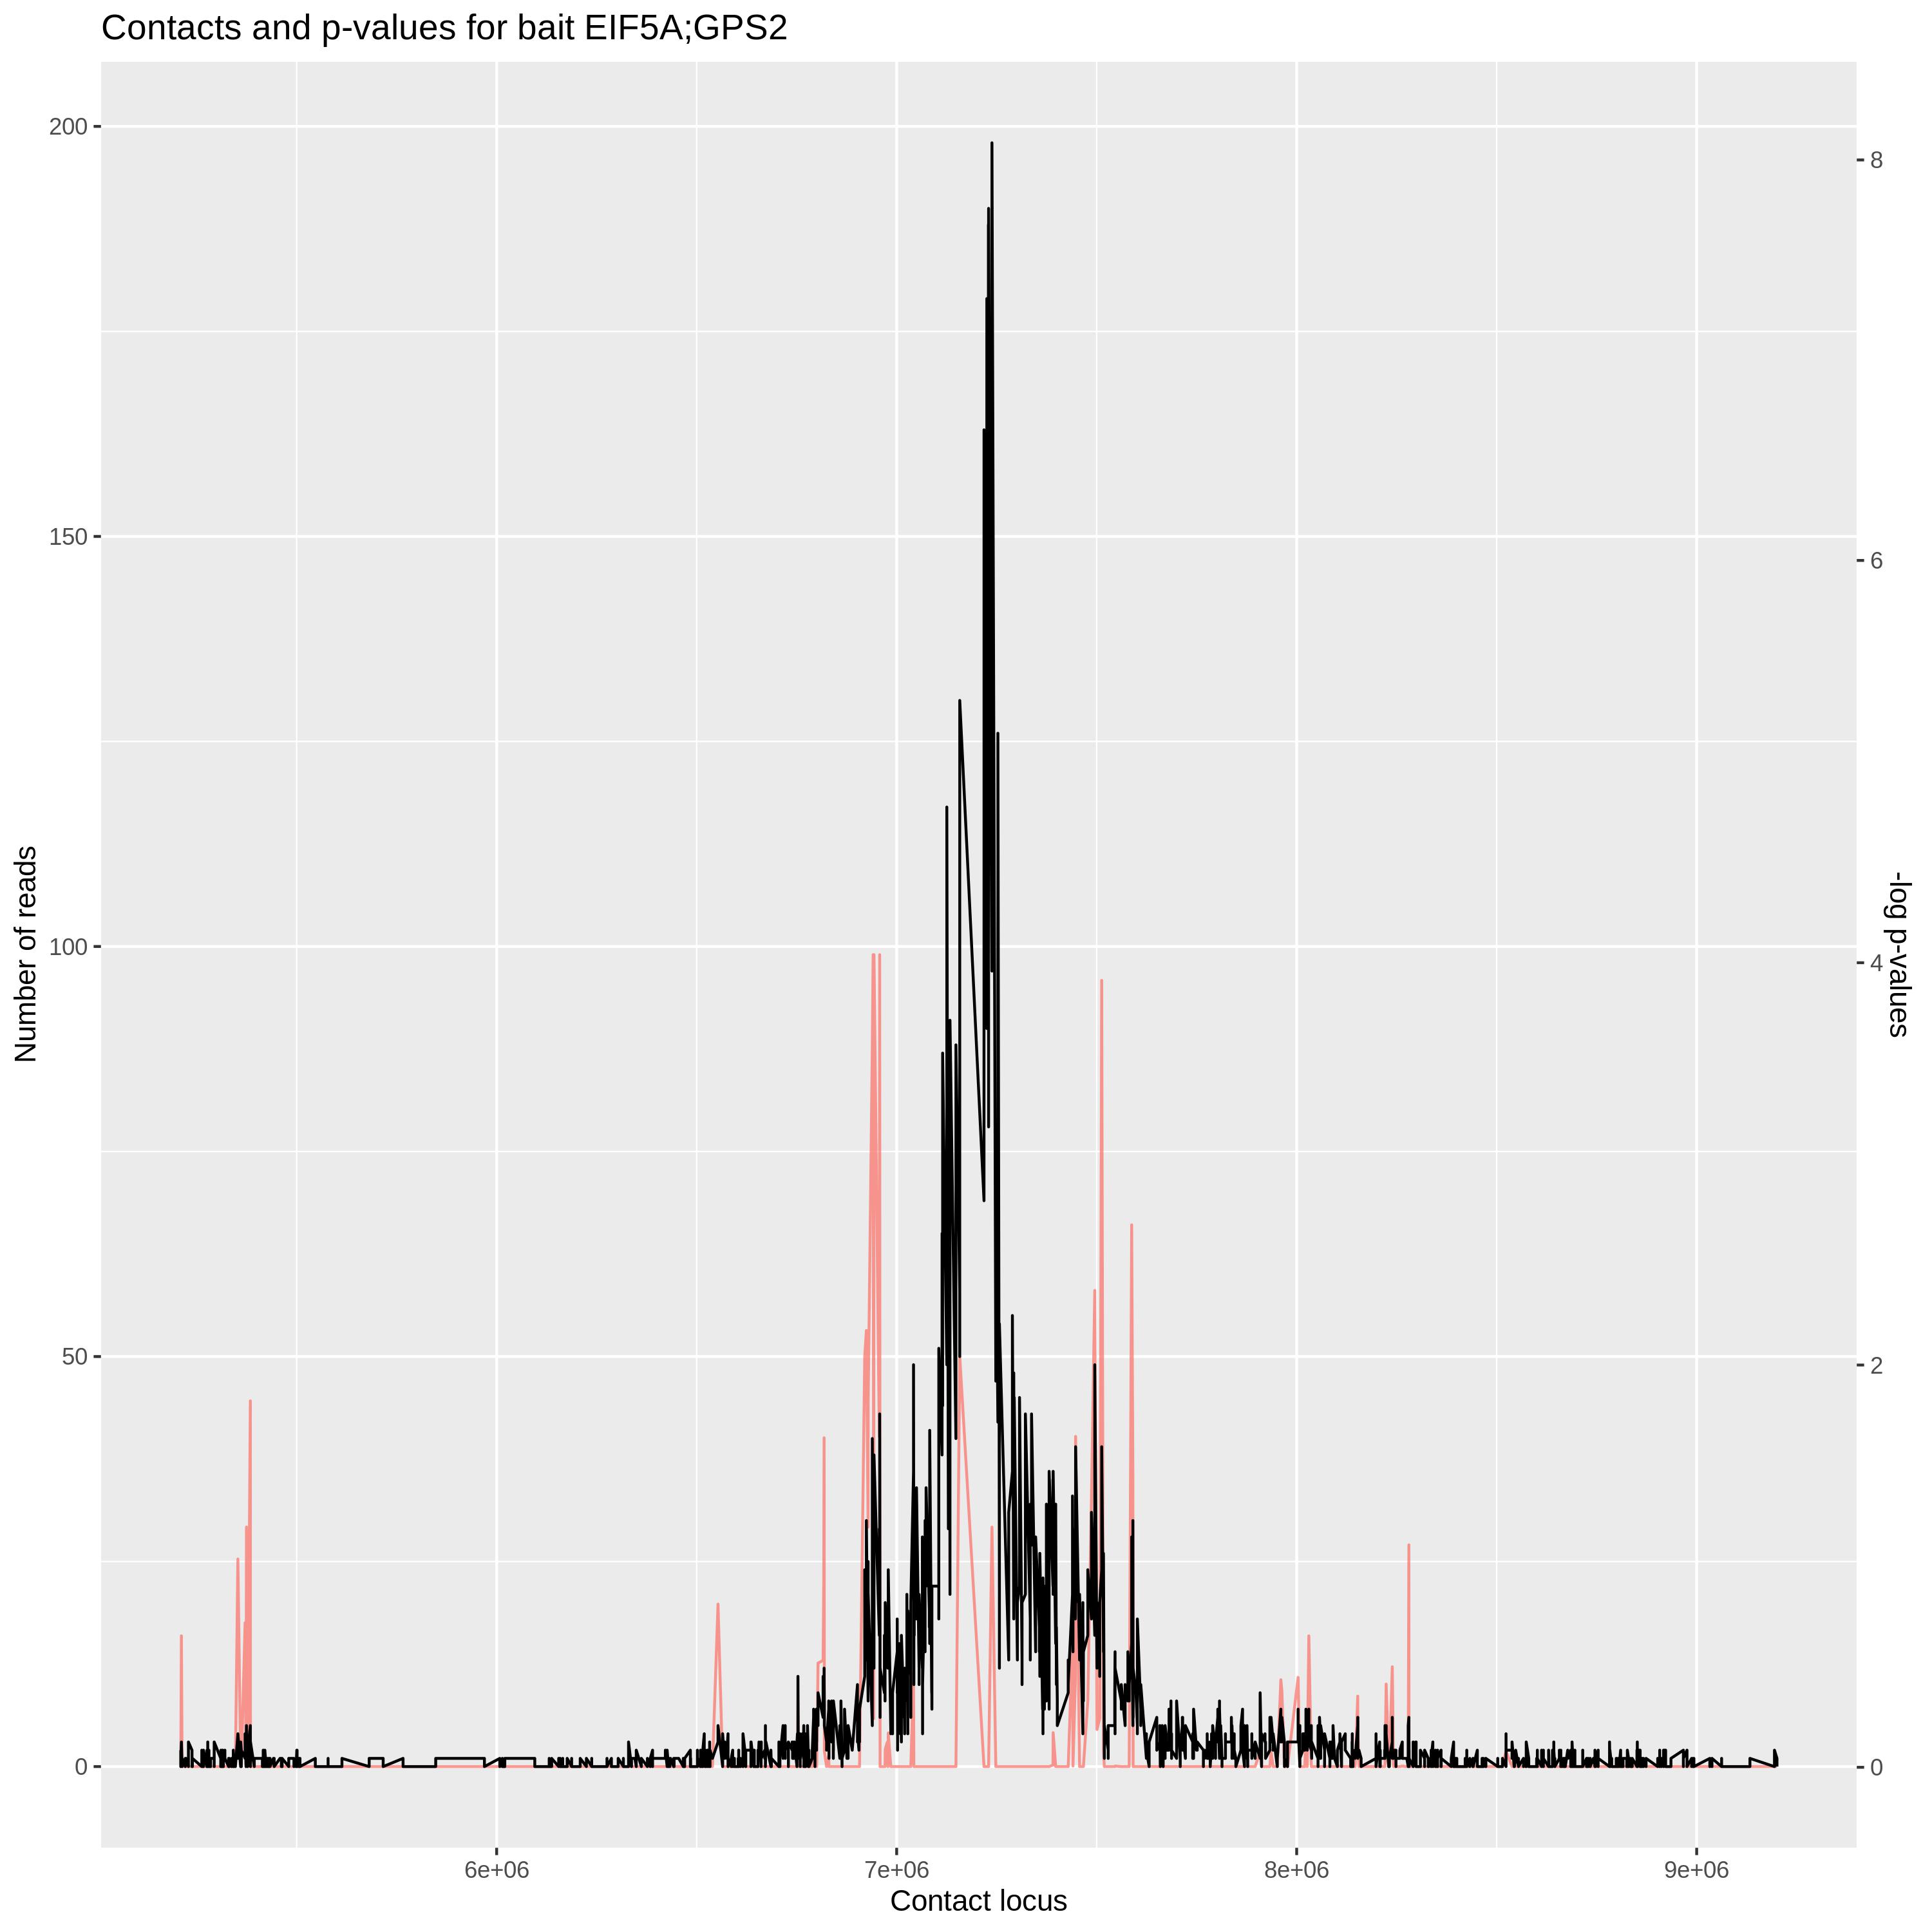 Contacts and p-values for bait EIF5A;GPS2
200
150
100
50
0
Number of reads
8
6
4
2
0
-log p-values
6e+06
7e+06
8e+06
9e+06
Contact locus